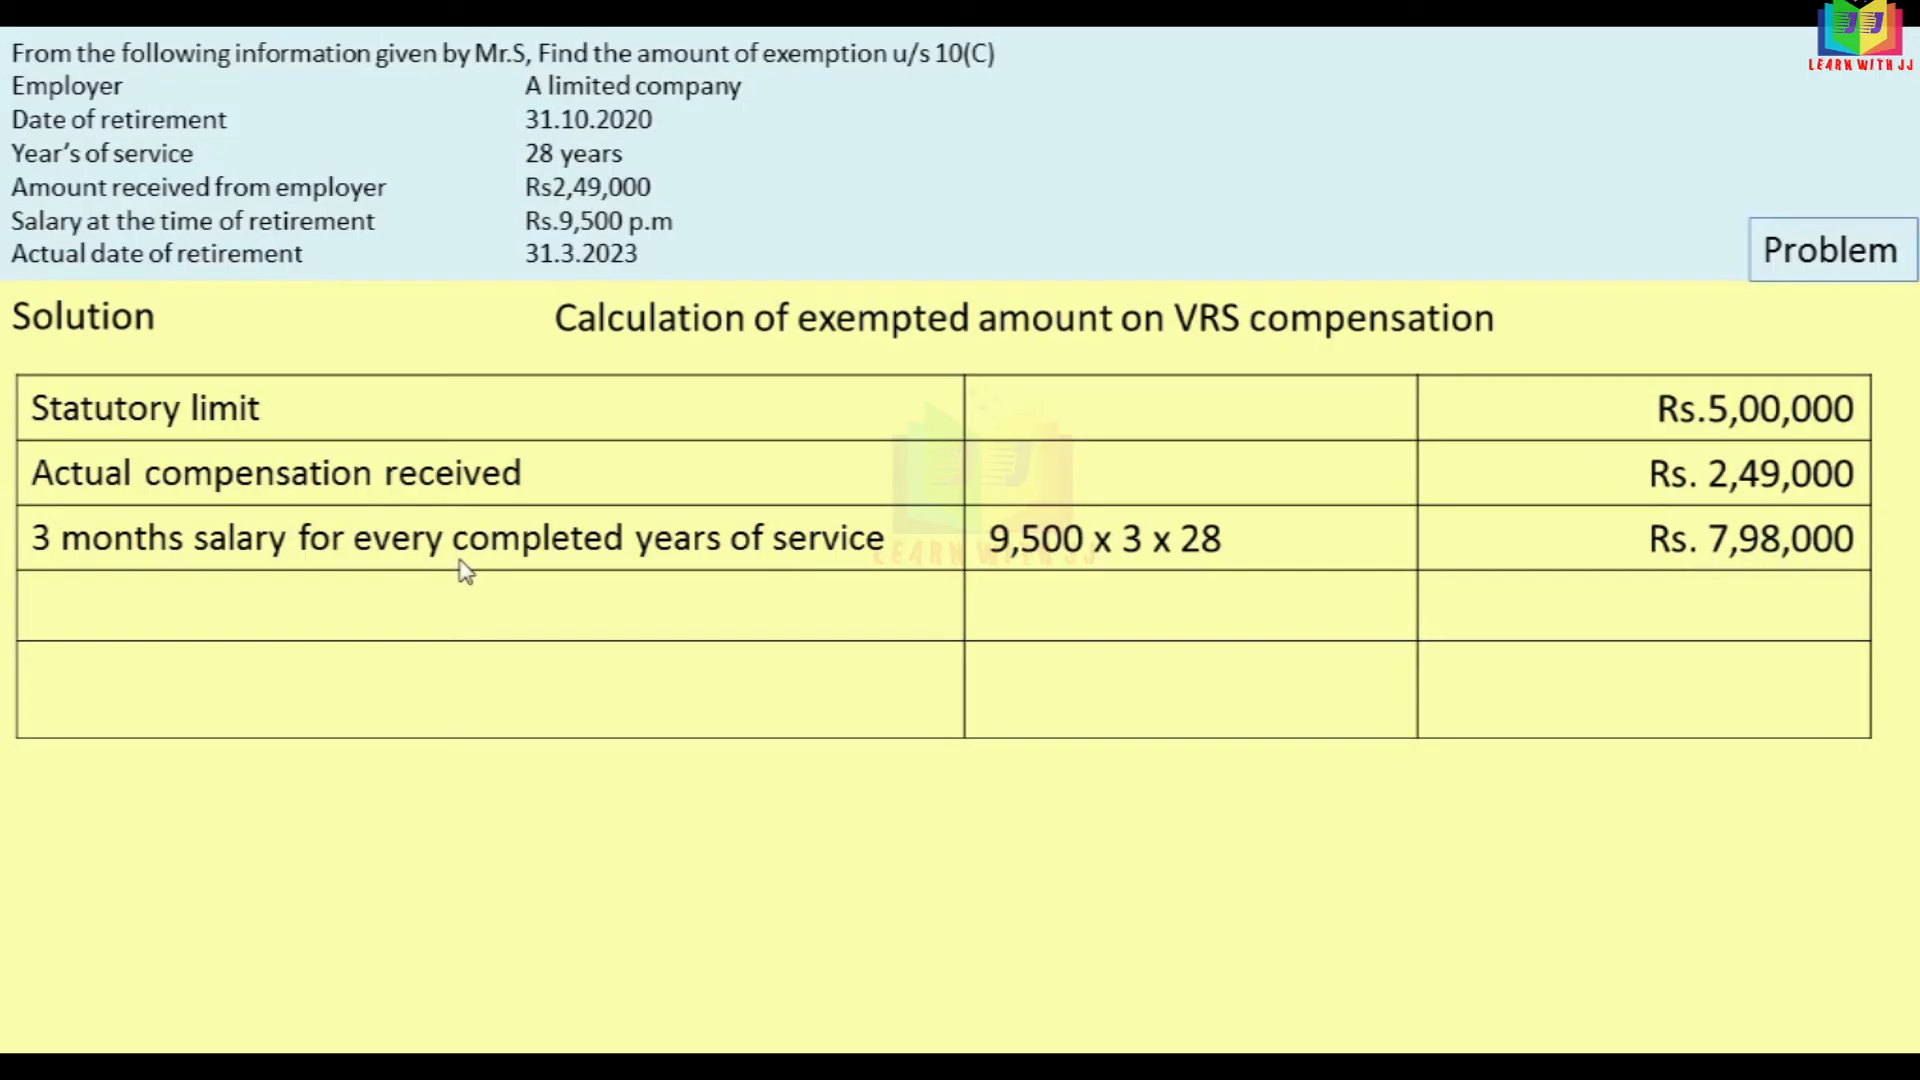 LEARN WITH JJ
From the following information given by Mr.S, Find the amount of exemption u/s 10(C)
Employer A limited company
Date of retirement 31.10.2020
Year’s of service 28 years
Amount received from employer Rs2,49,000
Salary at the time of retirement Rs.9,500 p.m
Actual date of retirement 31.3.2023
Problem
Solution Calculation of exempted amount on VRS compensation
Statutory limit Rs.5,00,000
Actual compensation received Rs. 2,49,000
3 months salary for every completed years of service 9,500 x 3 x 28 Rs. 7,98,000
LEARN WITH JJ